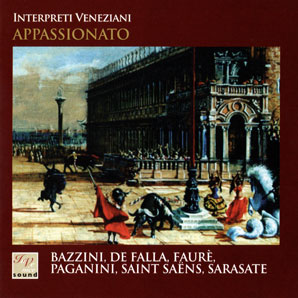 INTERPRETI VENEZIANI
APPASSIONATO
BAZZINI, DE FALLA, FAURÈ,
PAGANINI, SAINT SAËNS, SARASATE
IV
sound